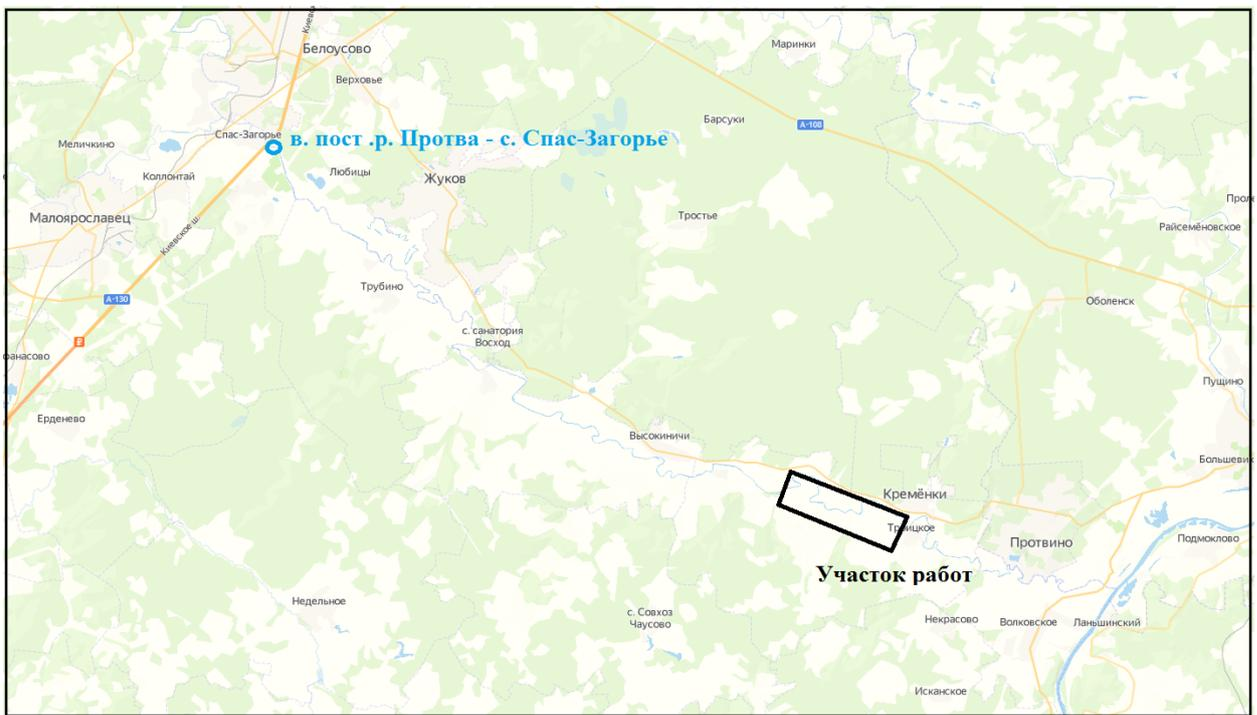 Киевск
Белоусово
Маринки
Верховье
Барсуки
А-108
Спас-Загорье
в. пост .р. Протва - с. Спас-Загорье
Меличкино
Коллонтай
Любицы
Жуков
Малоярославец
Тростье
Райсемёновское
Киевское ш.
Трубино
А-130
Оболенск
с. санатория
Восход
₽
Пущино
Ерденево
Высокиничи
Кремёнки
Троицкое
Протвино
Подмоклово
Участок работ
Недельное
с. Совхоз
Чаусово
Некрасово
Волковское
Ланьшинский
Исканское